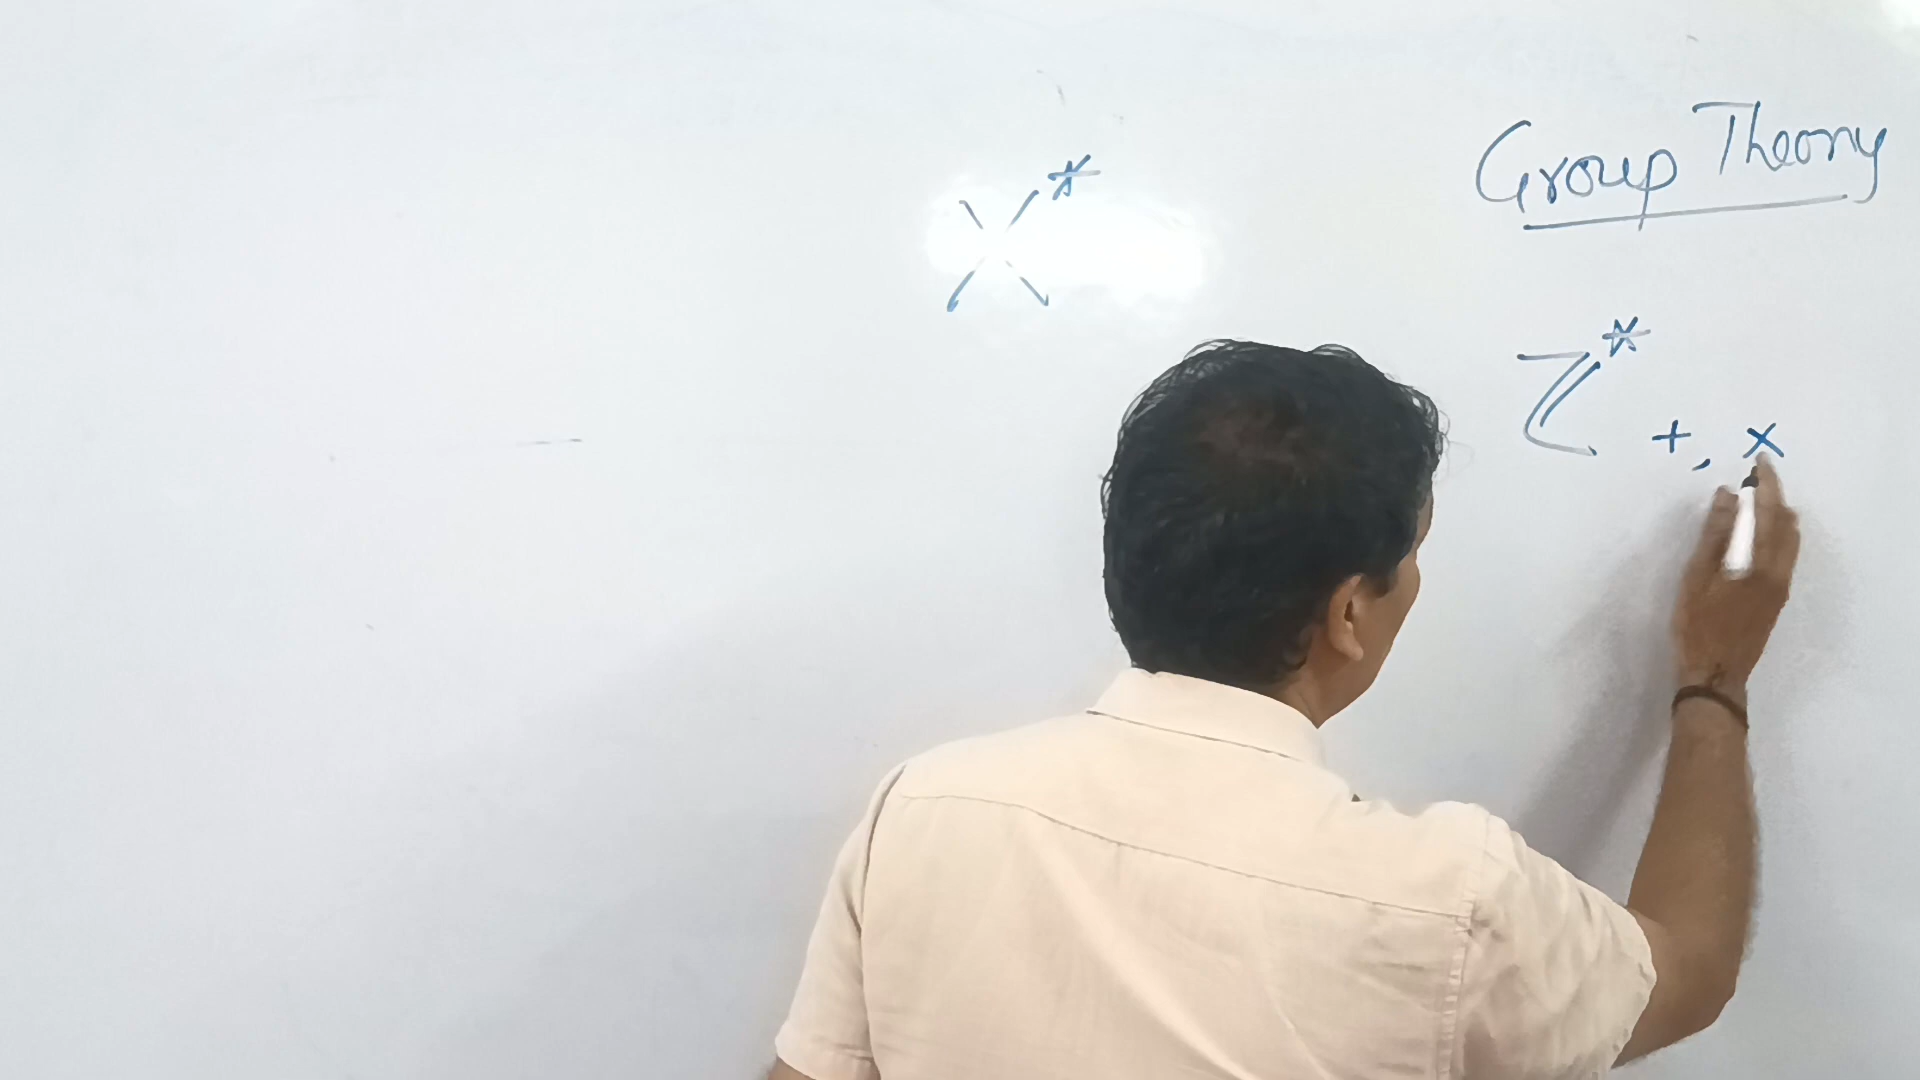 Group Theory
X*
ℤ*
+, ×